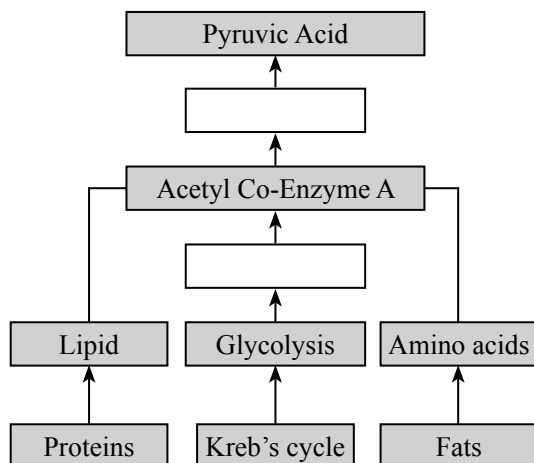 Pyruvic Acid
Acetyl Co-Enzyme A
Lipid
Glycolysis
Amino acids
Proteins
Kreb’s cycle
Fats